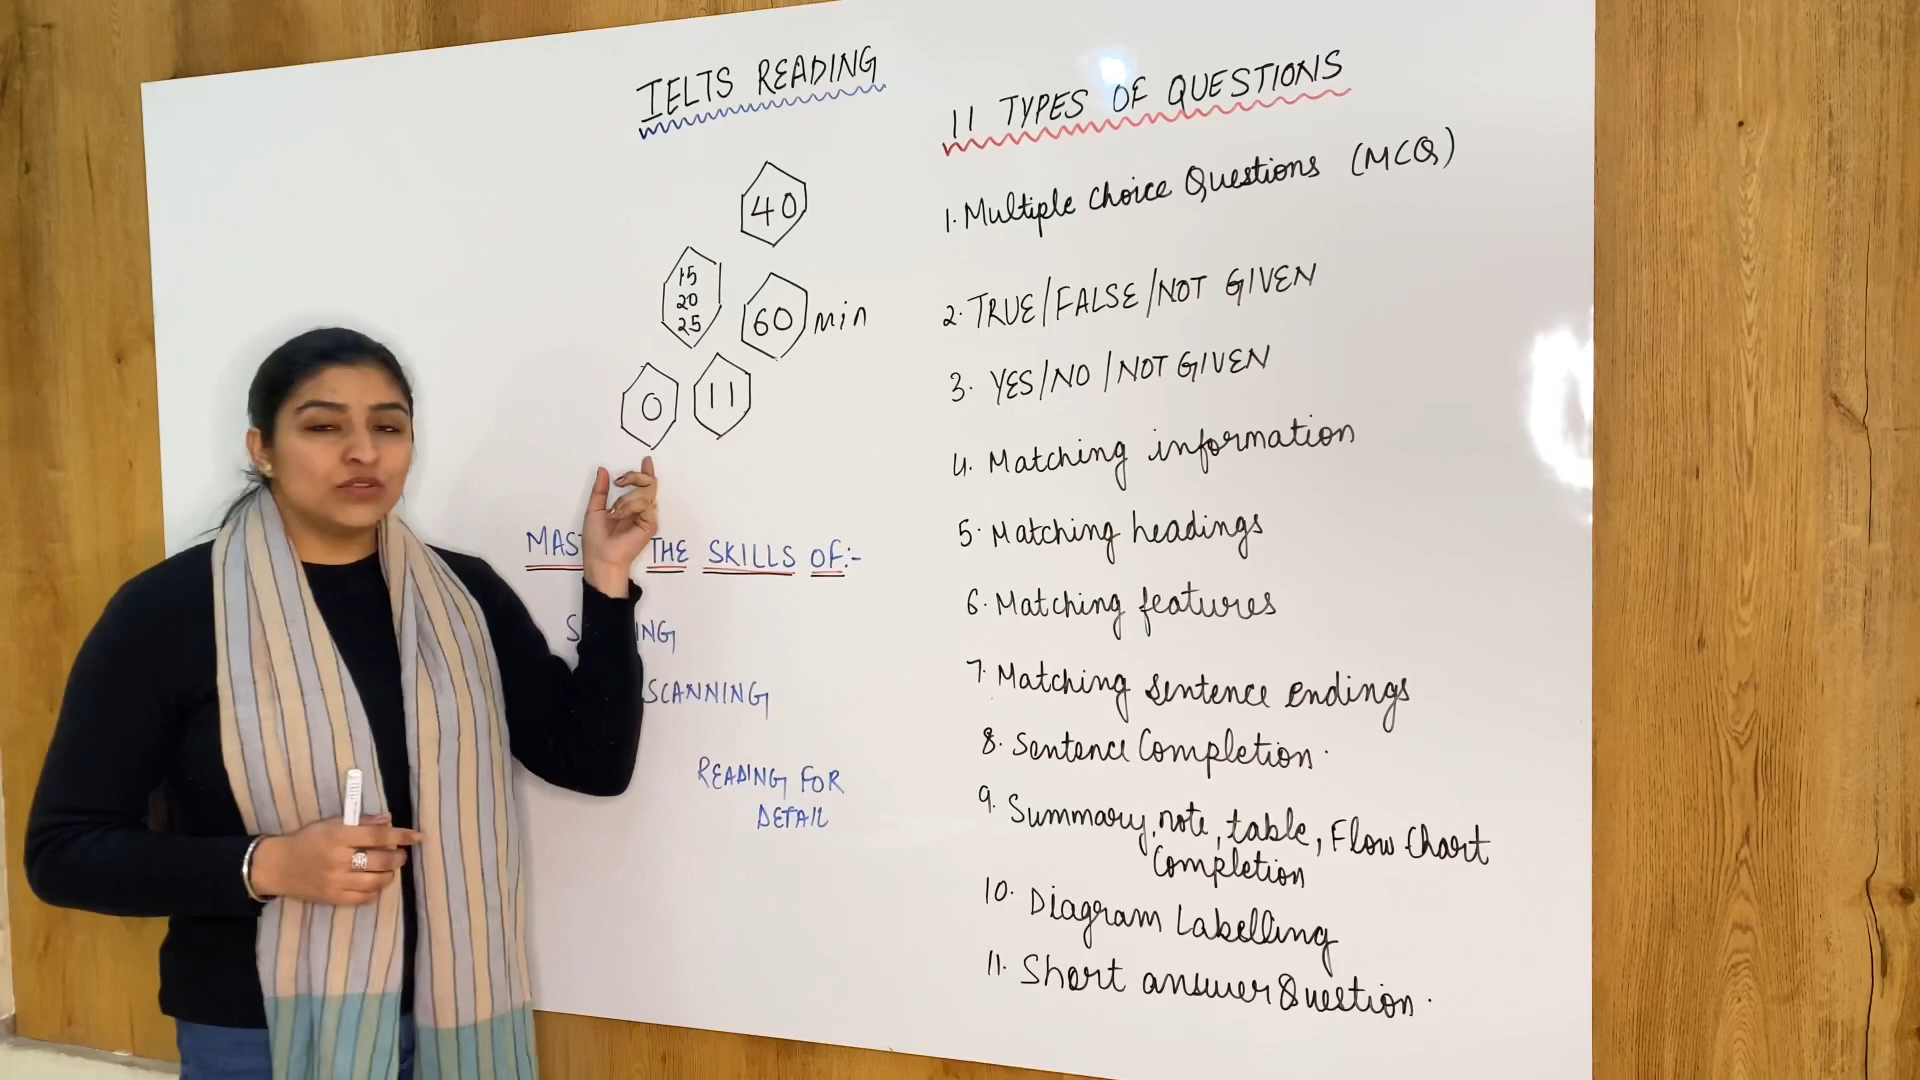 IELTS READING
40
15
20
25
60 min
0
11
THE SKILLS OF:-
SCANNING
READING FOR
DETAIL
11 TYPES OF QUESTIONS
1. Multiple Choice Questions (MCQ)
2. TRUE/FALSE/NOT GIVEN
3. YES/NO/NOT GIVEN
4. Matching information
5. Matching headings
6. Matching features
7. Matching sentence endings
8. Sentence Completion.
9. Summary, note, table, Flow Chart
Completion
10. Diagram Labelling
11. Short answer Question.